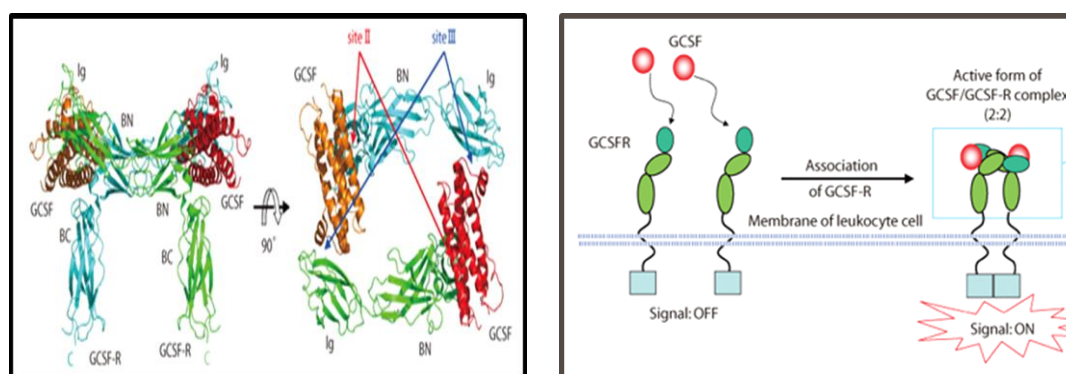 Ig
Ig
BN
GCSF
GCSF
BN
BC
BC
GCSF-R
GCSF-R
C
C
90°
site II
site III
GCSF
BN
Ig
Ig
BN
GCSF
GCSF
GCSFR
Association
of GCSF-R
Membrane of leukocyte cell
Signal: OFF
Active form of
GCSF/GCSF-R complex
(2:2)
Signal: ON